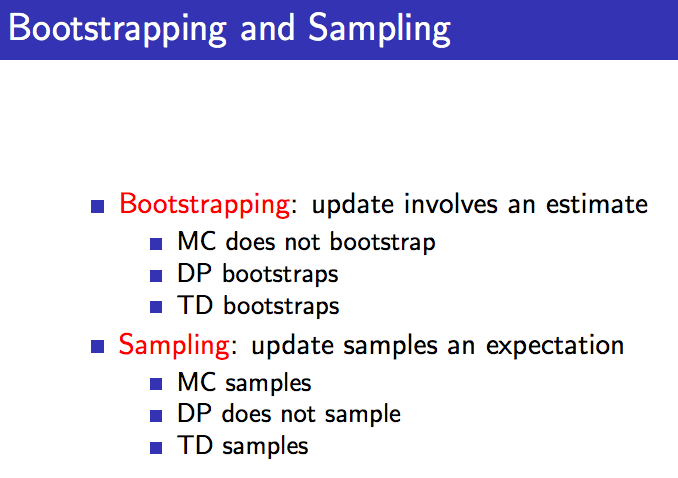 Bootstrapping and Sampling
Bootstrapping: update involves an estimate
MC does not bootstrap
DP bootstraps
TD bootstraps
Sampling: update samples an expectation
MC samples
DP does not sample
TD samples